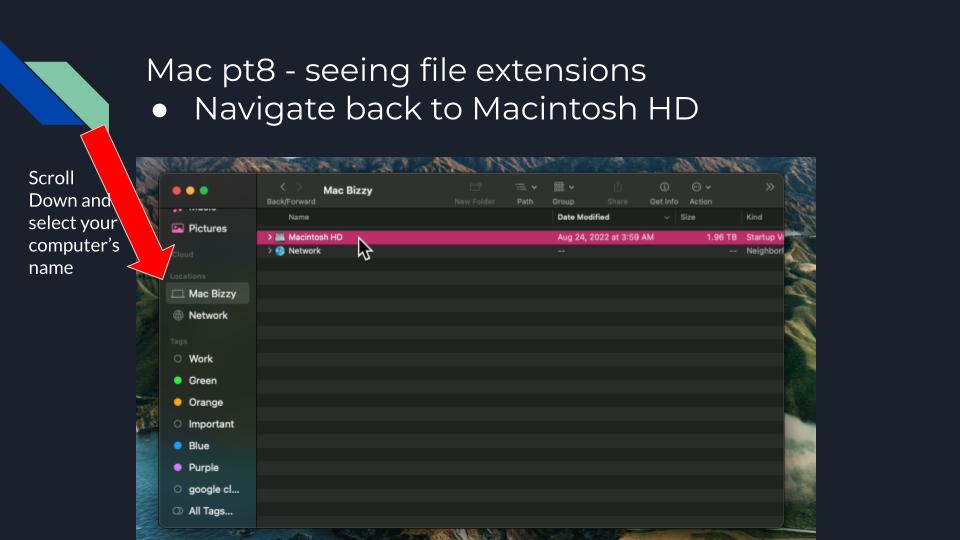 Mac pt8 - seeing file extensions
● Navigate back to Macintosh HD
Scroll
Down and
select your
computer's
name
Mac Bizzy
Back/Forward
New Folder
Path
Group
Share
Get Info
Action
Name
Date Modified
Size
Kind
Macintosh HD
Aug 24, 2022 at 3:59 AM
1.96 TB
Startup
Network
--
--
Neighbor
Music
Pictures
Locations
Mac Bizzy
Network
Tags
Work
Green
Orange
Important
Blue
Purple
google cl...
All Tags...